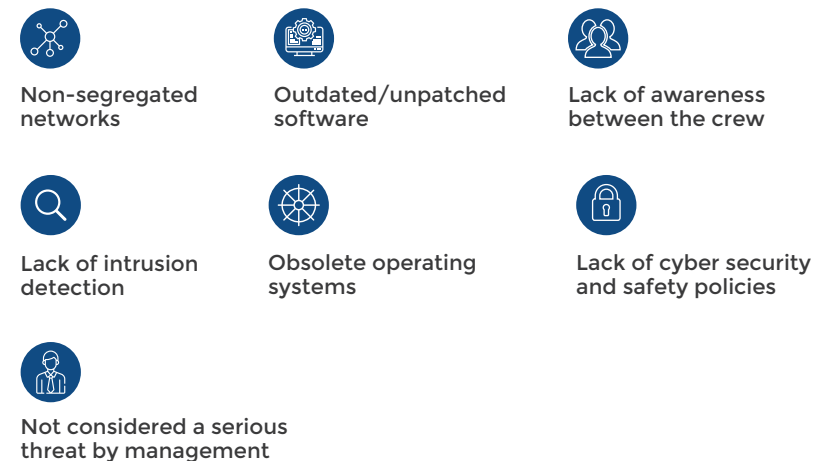 Non-segregated
networks
Outdated/unpatched
software
Lack of awareness
between the crew
Lack of intrusion
detection
Obsolete operating
systems
Lack of cyber security
and safety policies
Not considered a serious
threat by management